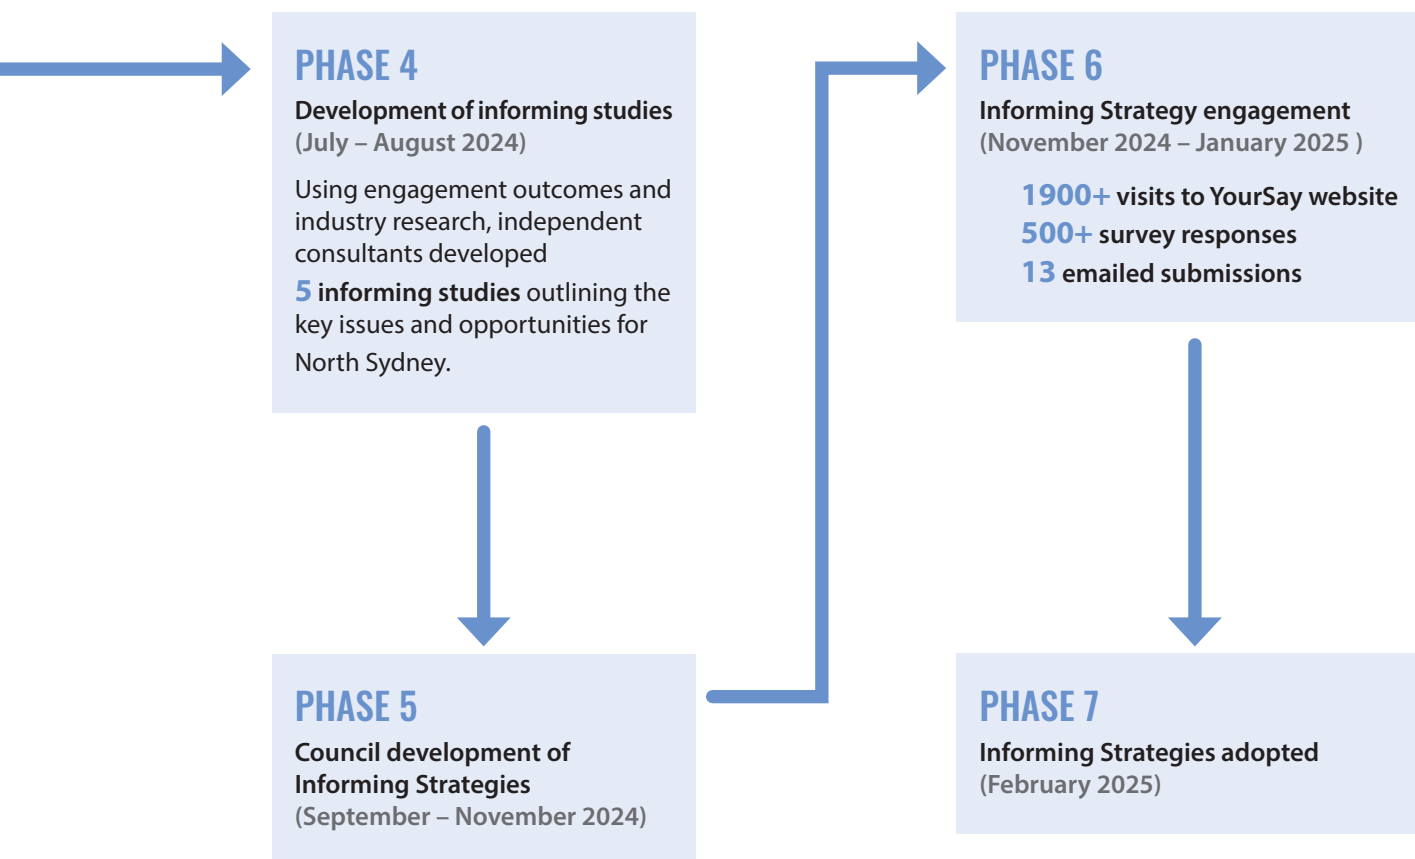 PHASE 4
Development of informing studies
(July – August 2024)
Using engagement outcomes and
industry research, independent
consultants developed
5 informing studies outlining the
key issues and opportunities for
North Sydney.
PHASE 5
Council development of
Informing Strategies
(September – November 2024)
PHASE 6
Informing Strategy engagement
(November 2024 – January 2025 )
1900+ visits to YourSay website
500+ survey responses
13 emailed submissions
PHASE 7
Informing Strategies adopted
(February 2025)